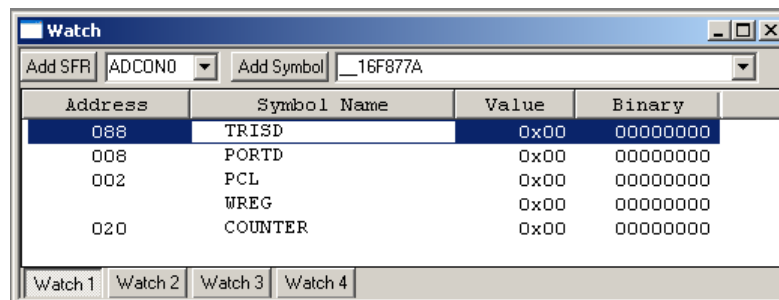 Watch
Add SFR ADCON0 Add Symbol __16F877A
Address Symbol Name Value Binary
088 TRISD 0x00 00000000
008 PORTD 0x00 00000000
002 PCL 0x00 00000000
WREG 0x00 00000000
020 COUNTER 0x00 00000000
Watch 1 Watch 2 Watch 3 Watch 4